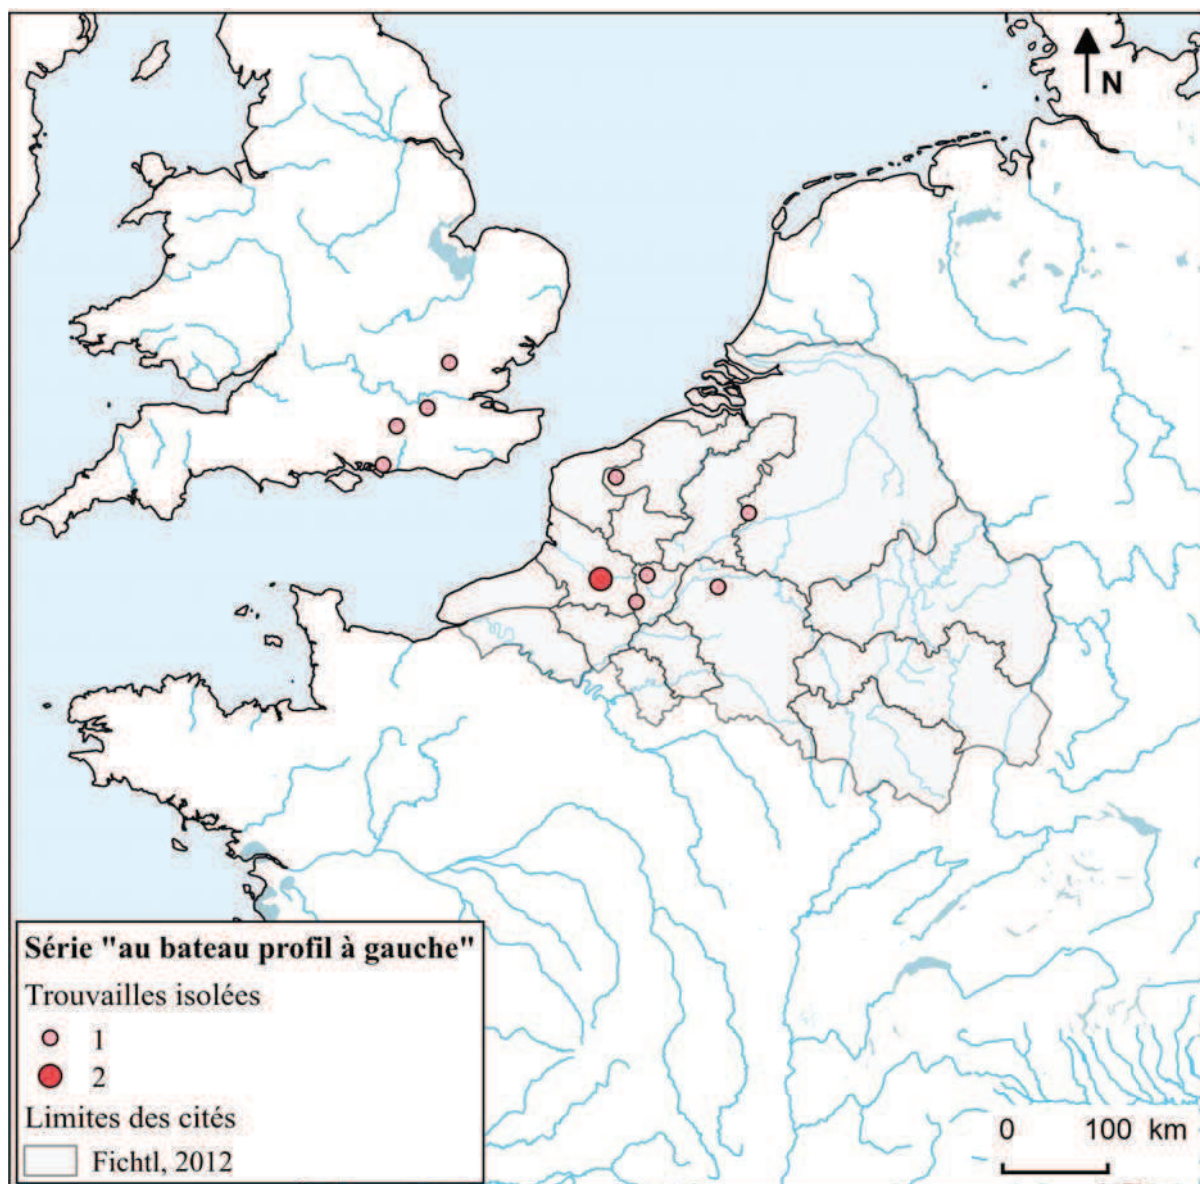 N
Série "au bateau profil à gauche"
Trouvailles isolées
1
2
Limites des cités
Fichtl, 2012
0 100 km